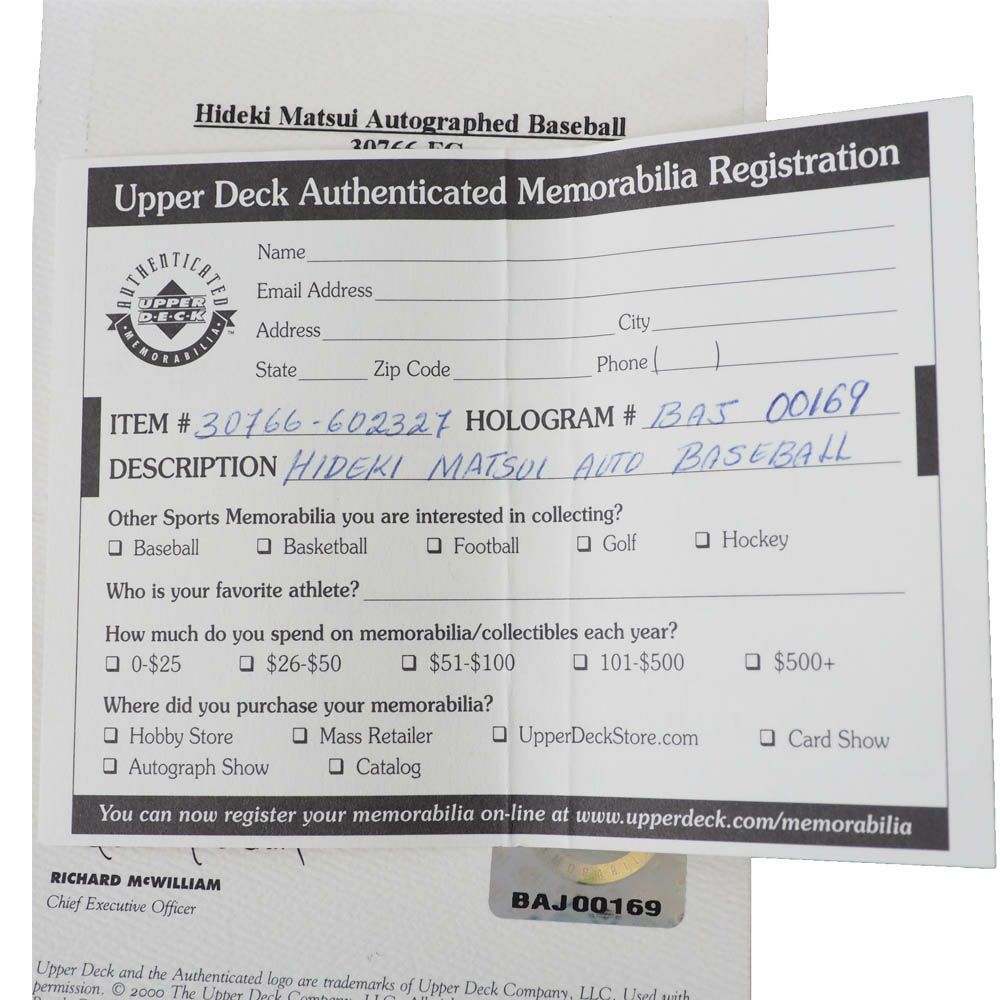 Hideki Matsui Autographed Baseball
30766 EG
Upper Deck Authenticated Memorabilia Registration
AUTHENTICATED
UPPER
D·E·C·K
MEMORABILIA
TM
Name
Email Address
Address City
State Zip Code Phone ( )
ITEM # 30766-602327 HOLOGRAM # BAJ 00169
DESCRIPTION HIDEKI MATSUI AUTO BASEBALL
Other Sports Memorabilia you are interested in collecting?
❑ Baseball ❑ Basketball ❑ Football ❑ Golf ❑ Hockey
Who is your favorite athlete?
How much do you spend on memorabilia/collectibles each year?
❑ 0-$25 ❑ $26-$50 ❑ $51-$100 ❑ 101-$500 ❑ $500+
Where did you purchase your memorabilia?
❑ Hobby Store ❑ Mass Retailer ❑ UpperDeckStore.com ❑ Card Show
❑ Autograph Show ❑ Catalog
You can now register your memorabilia on-line at www.upperdeck.com/memorabilia
RICHARD McWILLIAM
Chief Executive Officer
BAJ00169
Upper Deck and the Authenticated logo are trademarks of Upper Deck Company, LLC. Used with
permission. © 2000 The Upper Deck Company, LLC.